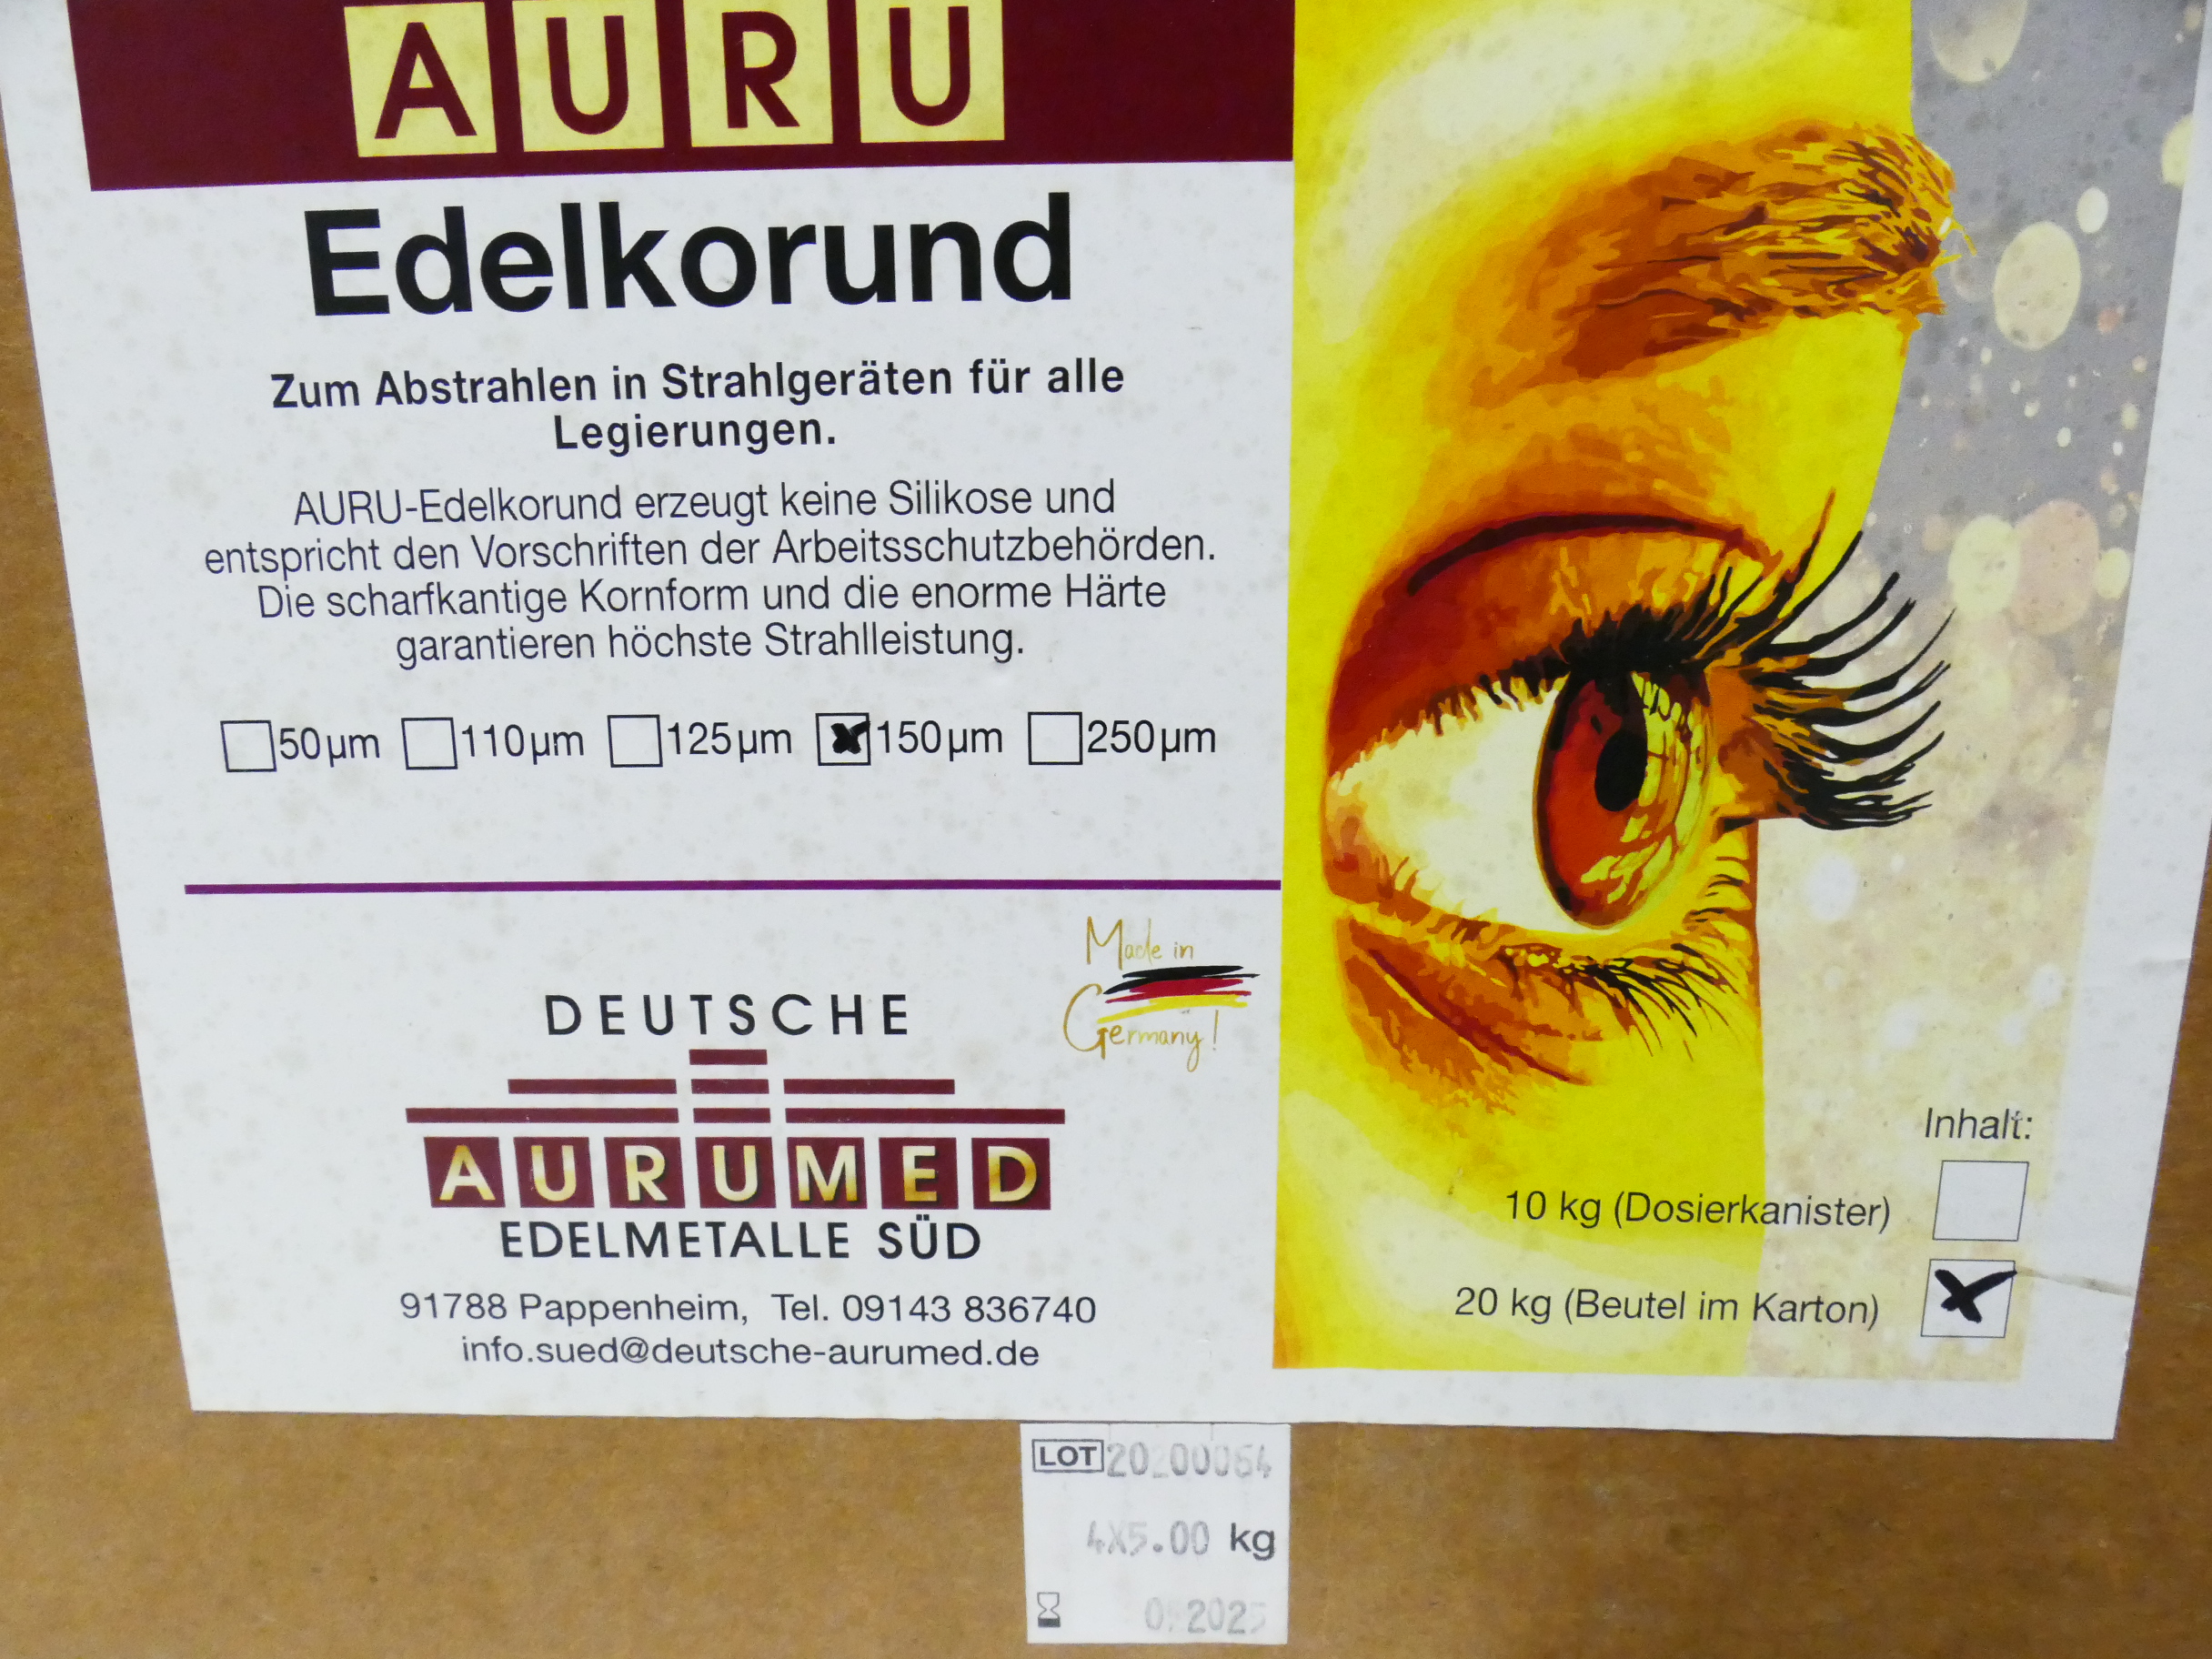 AURU
Edelkorund
Zum Abstrahlen in Strahlgeräten für alle
Legierungen.
AURU-Edelkorund erzeugt keine Silikose und
entspricht den Vorschriften der Arbeitsschutzbehörden.
Die scharfkantige Kornform und die enorme Härte
garantieren höchste Strahlleistung.
50µm 110µm 125µm 150µm 250µm
Made in
Germany!
DEUTSCHE
AURUMED
EDELMETALLE SÜD
91788 Pappenheim, Tel. 09143 836740
info.sued@deutsche-aurumed.de
Inhalt:
10 kg (Dosierkanister)
20 kg (Beutel im Karton)
LOT
4X5.00 kg